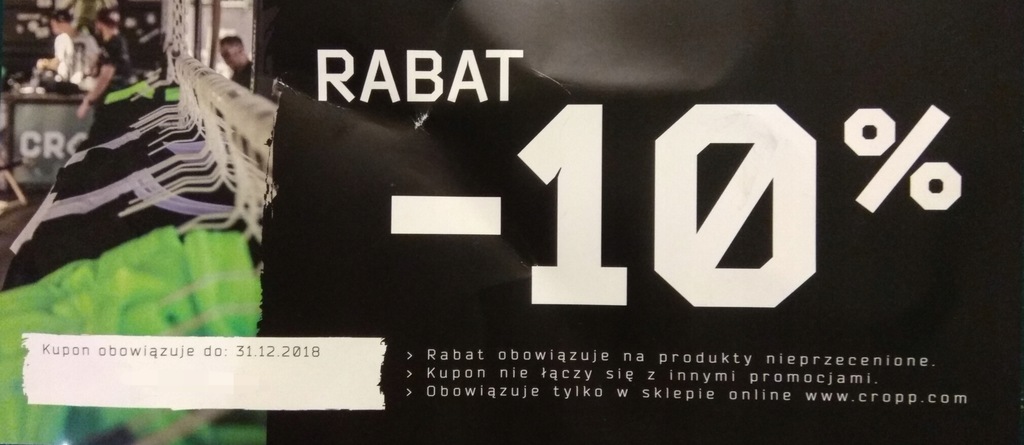 CRO
RABAT
-10%
Kupon obowiązuje do: 31.12.2018
> Rabat obowiązuje na produkty nieprzecenione.
> Kupon nie łączy się z innymi promocjami.
> Obowiązuje tylko w sklepie online www.cropp.com